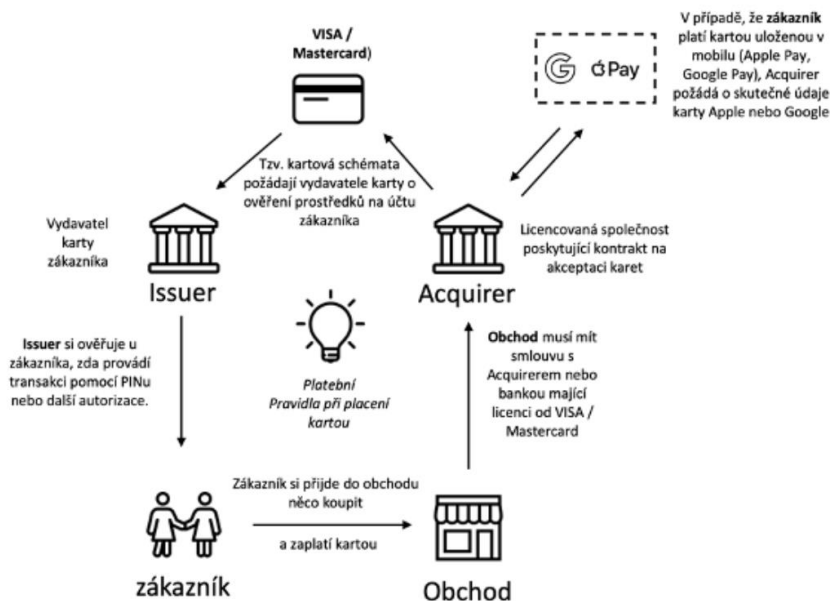 VISA /
Mastercard)
V případě, že zákazník
platí kartou uloženou v
mobilu (Apple Pay,
Google Pay), Acquirer
požádá o skutečné údaje
karty Apple nebo Google
G Pay
Tzv. kartová schémata
požádají vydavatele karty o
ověření prostředků na účtu
zákazníka
Vydavatel
karty
zákazníka
Issuer
Licencovaná společnost
poskytující kontrakt na
akceptaci karet
Acquirer
Issuer si ověřuje u
zákazníka, zda provádí
transakci pomocí PINu
nebo další autorizace.
Platební
Pravidla při placení
kartou
Obchod musí mít
smlouvu s
Acquirerem nebo
bankou mající
licenci od VISA /
Mastercard
Zákazník si přijde do obchodu
něco koupit
a zaplatí kartou
zákazník
Obchod